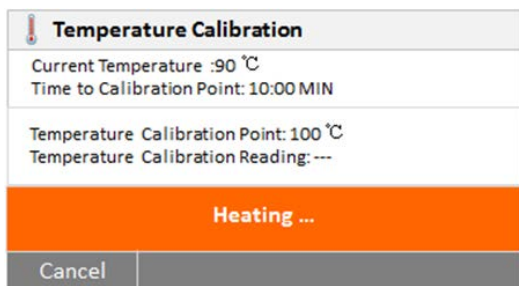 Temperature Calibration
Current Temperature :90 ℃
Time to Calibration Point: 10:00 MIN
Temperature Calibration Point: 100 ℃
Temperature Calibration Reading: ---
Heating ...
Cancel